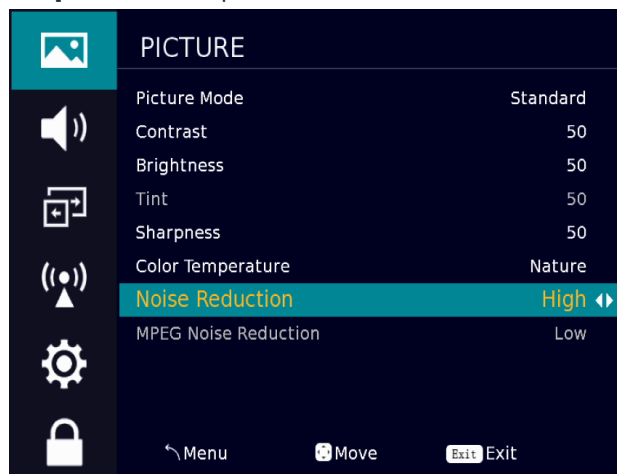 PICTURE
Picture Mode Standard
Contrast 50
Brightness 50
Tint 50
Sharpness 50
Color Temperature Nature
Noise Reduction High
MPEG Noise Reduction Low
Menu Move Exit Exit